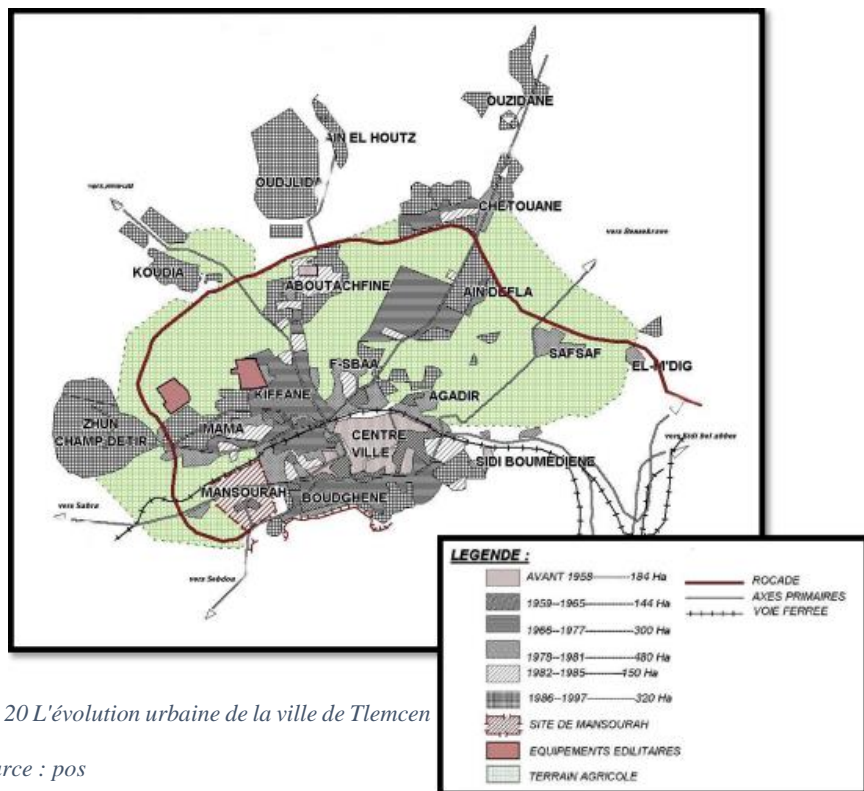 OUZIDANE
AIN EL HOUTZ
OUDJLIDA
CHETOUANE
vers Bensekrane
KOUDIA
ABOUTACHFINE
AIN DEFLA
SAFSAF
F-SBAA
EL-M'DIG
KIFFANE
AGADIR
ZHUN
CHAMP DE TIR
IMAMA
CENTRE
VILLE
vers Sidi bel abbes
SIDI BOUMEDIENE
MANSOURAH
BOUDGHENE
vers Sabra
vers Sebdou
LEGENDE :
AVANT 1958----------184 Ha
1959--1965----------144 Ha
1966--1977----------300 Ha
1978--1981----------480 Ha
1982--1985--------150 Ha
1986--1997----------320 Ha
SITE DE MANSOURAH
EQUIPEMENTS EDILITAIRES
TERRAIN AGRICOLE
ROCADE
AXES PRIMAIRES
VOIE FERREE
20 L'évolution urbaine de la ville de Tlemcen
rce : pos